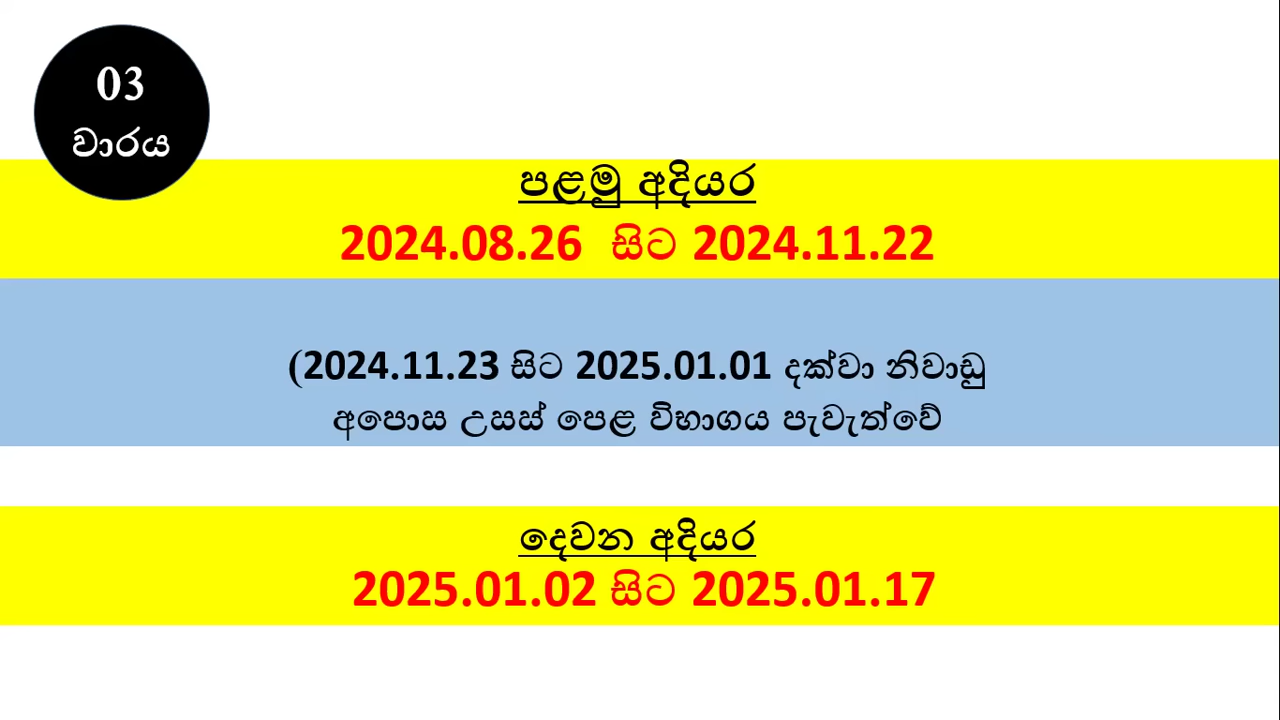 03
වාරය
පළමු අදියර
2024.08.26 සිට 2024.11.22
(2024.11.23 සිට 2025.01.01 දක්වා නිවාඩු
අපොස උසස් පෙළ විභාගය පැවැත්වේ
දෙවන අදියර
2025.01.02 සිට 2025.01.17